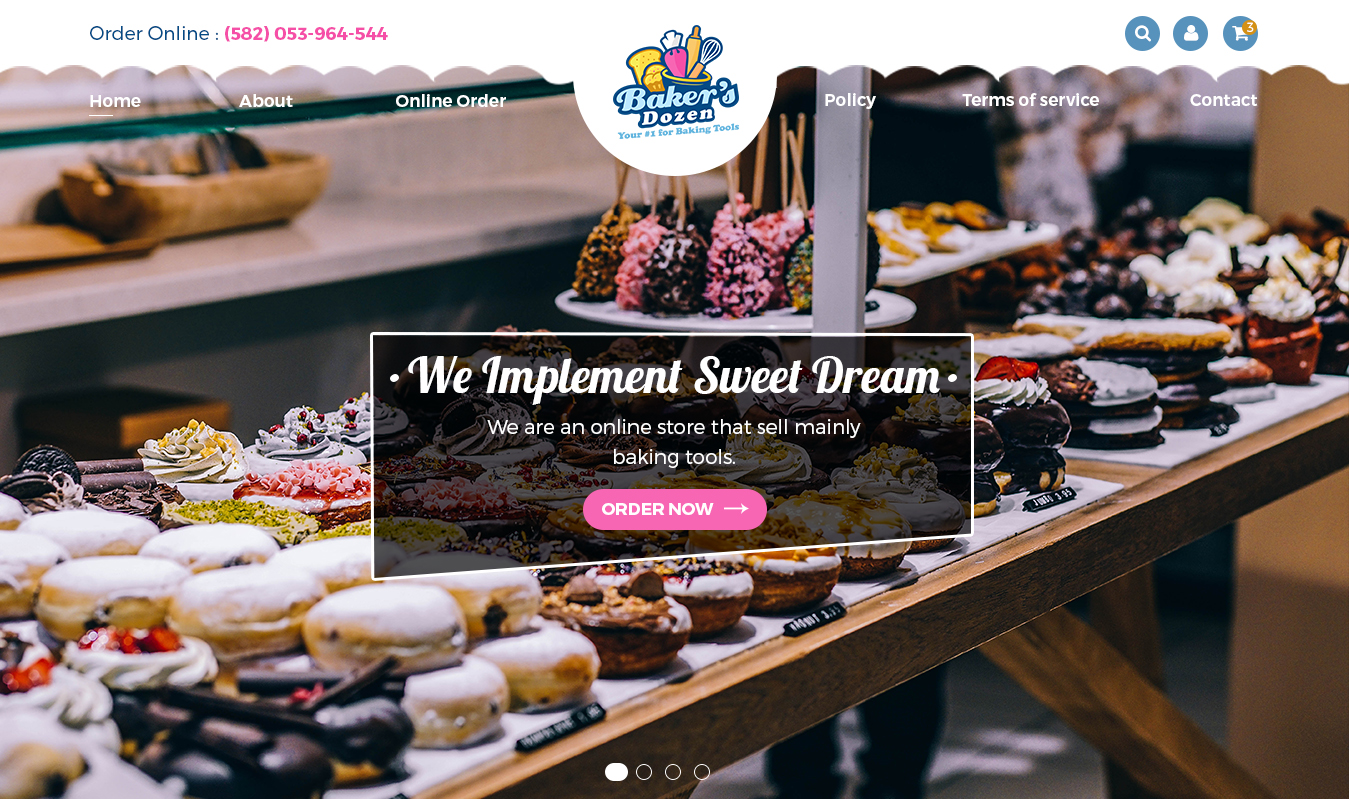 Order Online : (582) 053-964-544
3
Home
About
Online Order
Baker's
Dozen
Your #1 for Baking Tools
Policy
Terms of service
Contact
• We Implement Sweet Dream •
We are an online store that sell mainly
baking tools.
ORDER NOW